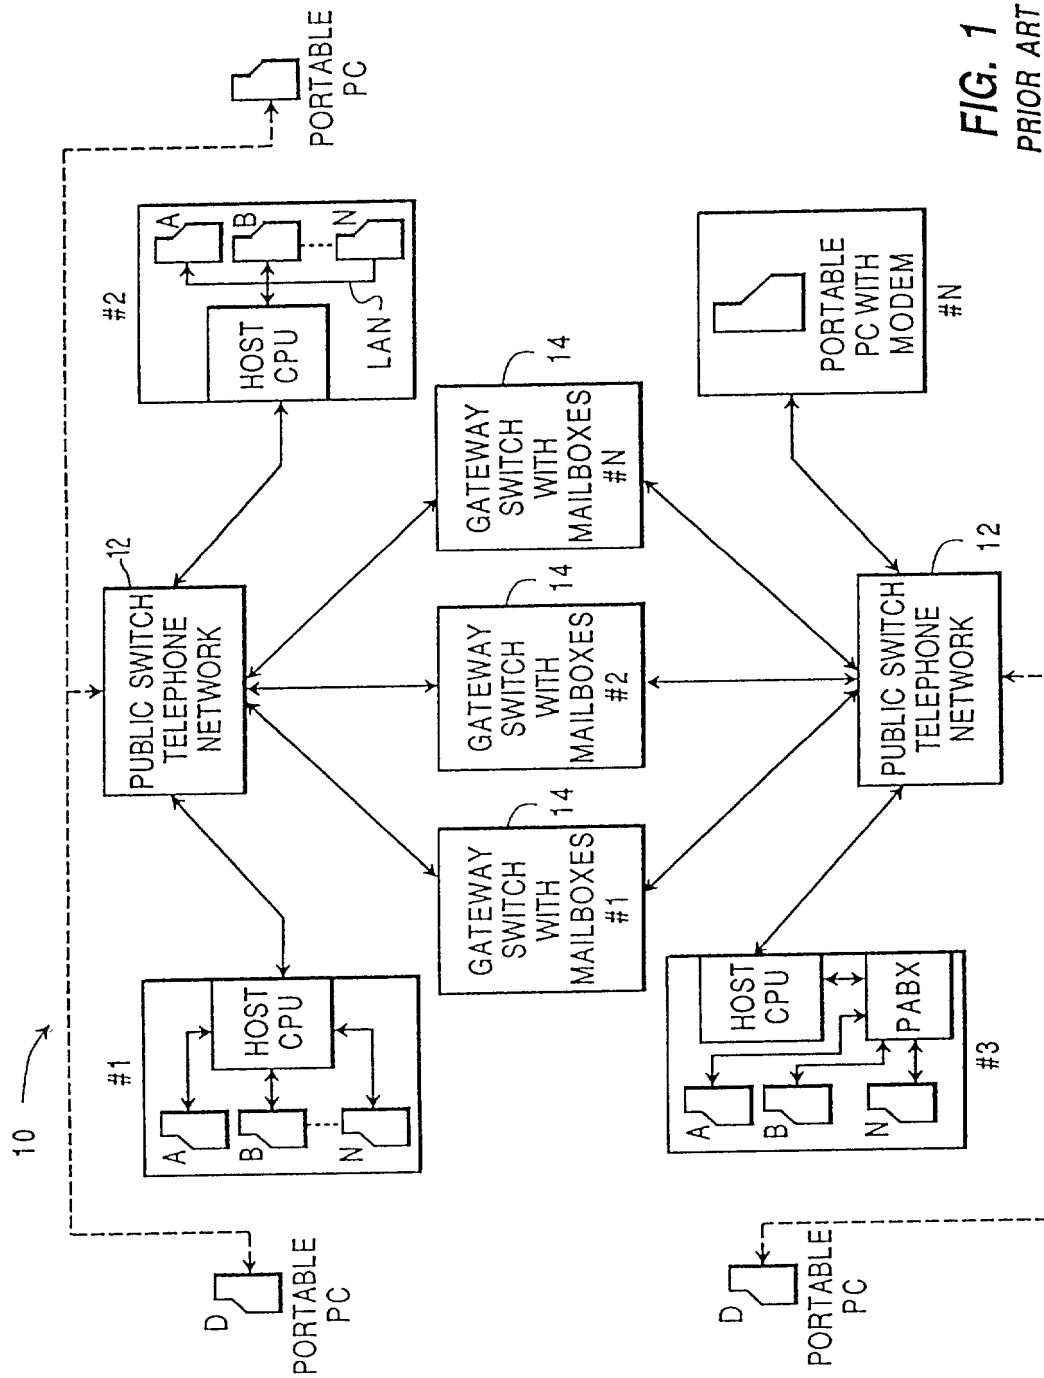 10
#1
A
B
N
HOST
CPU
D
PORTABLE
PC
12
PUBLIC SWITCH
TELEPHONE
NETWORK
#2
HOST
CPU
A
B
N
LAN
PORTABLE
PC
GATEWAY
SWITCH
WITH
MAILBOXES
#1
14
GATEWAY
SWITCH
WITH
MAILBOXES
#2
14
GATEWAY
SWITCH
WITH
MAILBOXES
#N
14
D
PORTABLE
PC
A
B
N
HOST
CPU
PABX
#3
PUBLIC SWITCH
TELEPHONE
NETWORK
12
PORTABLE
PC WITH
MODEM
#N
FIG. 1
PRIOR ART